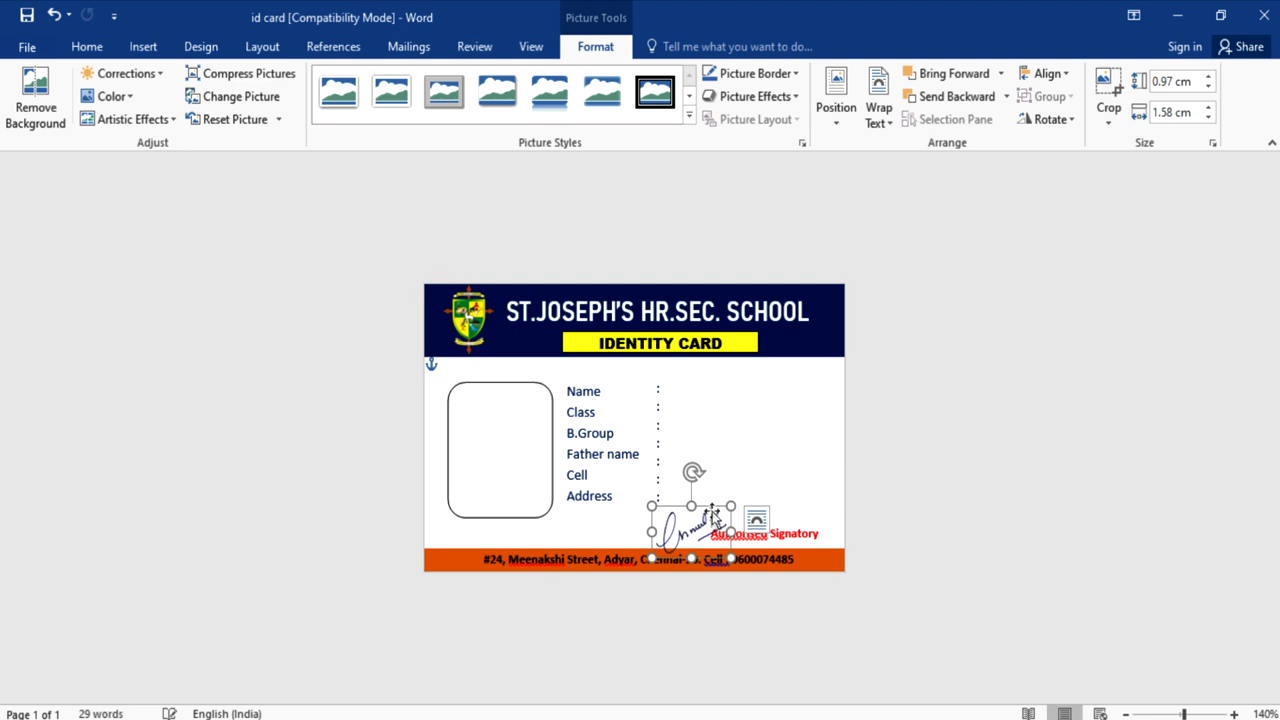 id card [Compatibility Mode] - Word
Picture Tools
File
Home
Insert
Design
Layout
References
Mailings
Review
View
Format
Tell me what you want to do...
Sign in
Share
Remove Background
Corrections
Color
Artistic Effects
Compress Pictures
Change Picture
Reset Picture
Adjust
Picture Styles
Picture Border
Picture Effects
Picture Layout
Position
Wrap Text
Bring Forward
Send Backward
Selection Pane
Align
Group
Rotate
Arrange
Crop
0.97 cm
1.58 cm
Size
ST.JOSEPH'S HR.SEC. SCHOOL
IDENTITY CARD
Name :
Class :
B.Group :
Father name :
Cell :
Address :
Authorised Signatory
#24, Meenakshi Street, Adyar, Cell
Page 1 of 1
29 words
English (India)
140%